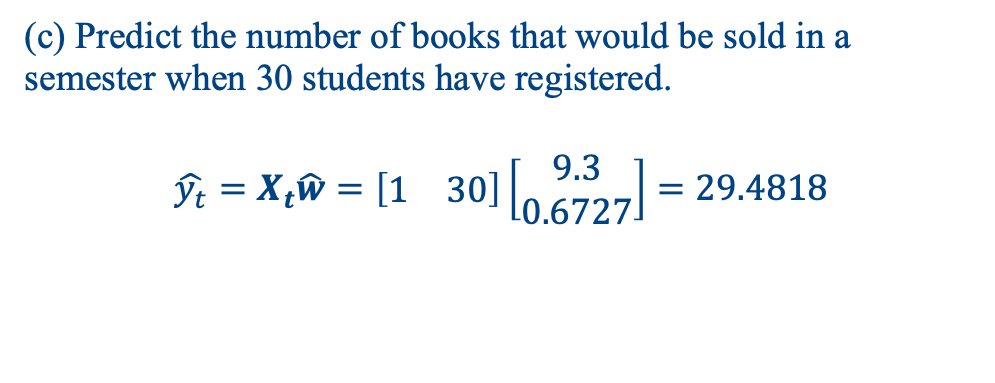 (c) Predict the number of books that would be sold in a
semester when 30 students have registered.
ŷₜ = Xₜŵ = [1 30] [9.3 0.6727] = 29.4818